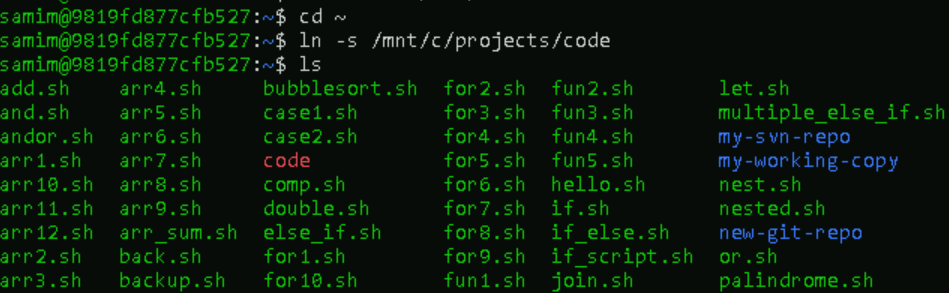 samim@9819fd877cfb527:~$ cd ~
samim@9819fd877cfb527:~$ ln -s /mnt/c/projects/code
samim@9819fd877cfb527:~$ ls
add.sh arr4.sh bubblesort.sh for2.sh fun2.sh let.sh
and.sh arr5.sh case1.sh for3.sh fun3.sh multiple_else_if.sh
andor.sh arr6.sh case2.sh for4.sh fun4.sh my-svn-repo
arr1.sh arr7.sh code for5.sh fun5.sh my-working-copy
arr10.sh arr8.sh comp.sh for6.sh hello.sh nest.sh
arr11.sh arr9.sh double.sh for7.sh if.sh nested.sh
arr12.sh arr_sum.sh else_if.sh for8.sh if_else.sh new-git-repo
arr2.sh back.sh for1.sh for9.sh if_script.sh or.sh
arr3.sh backup.sh for10.sh fun1.sh join.sh palindrome.sh